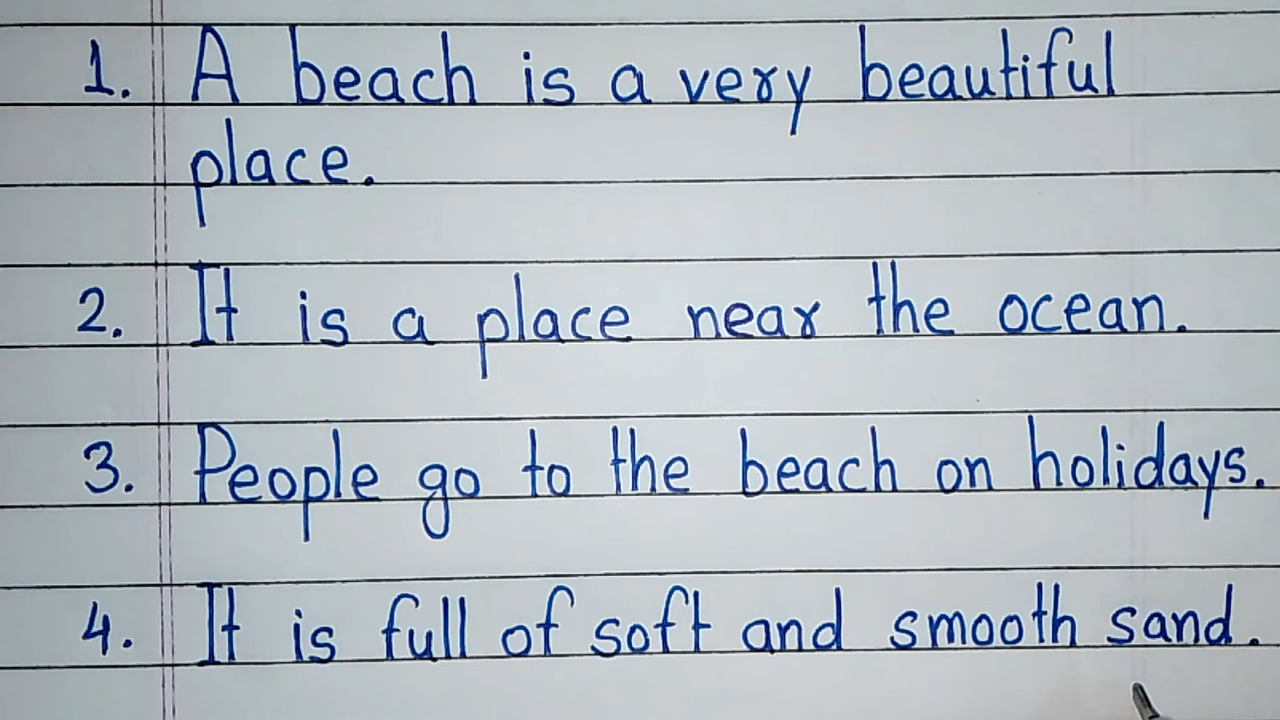 1. A beach is a very beautiful
place.
2. It is a place near the ocean.
3. People go to the beach on holidays.
4. It is full of soft and smooth sand.